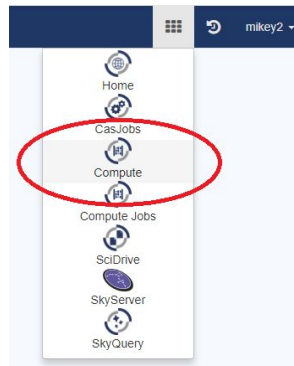 mikey2
Home
CasJobs
Compute
Compute Jobs
SciDrive
SkyServer
SkyQuery